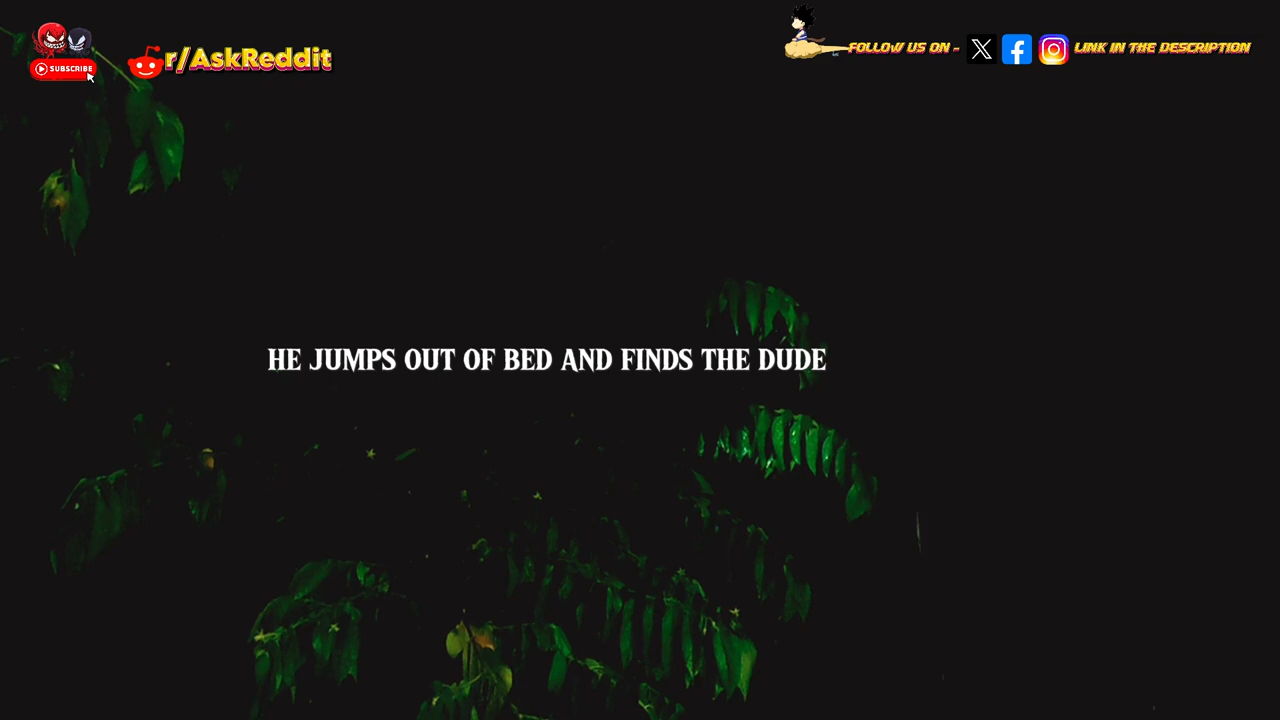 SUBSCRIBE
r/AskReddit
FOLLOW US ON -
LINK IN THE DESCRIPTION
HE JUMPS OUT OF BED AND FINDS THE DUDE